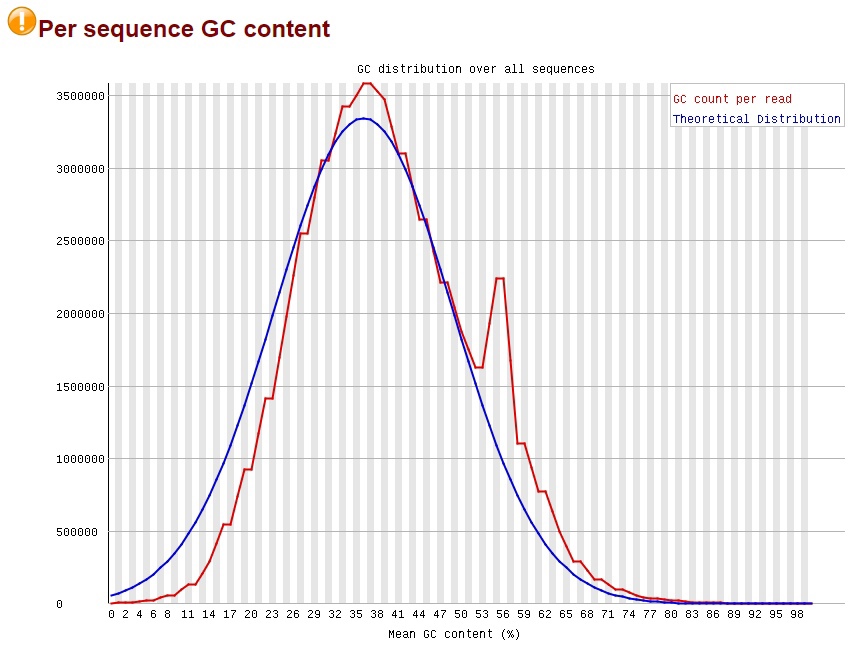 Per sequence GC content
GC distribution over all sequences
GC count per read
Theoretical Distribution
3500000
3000000
2500000
2000000
1500000
1000000
500000
0
0 2 4 6 8 11 14 17 20 23 26 29 32 35 38 41 44 47 50 53 56 59 62 65 68 71 74 77 80 83 86 89 92 95 98
Mean GC content (%)